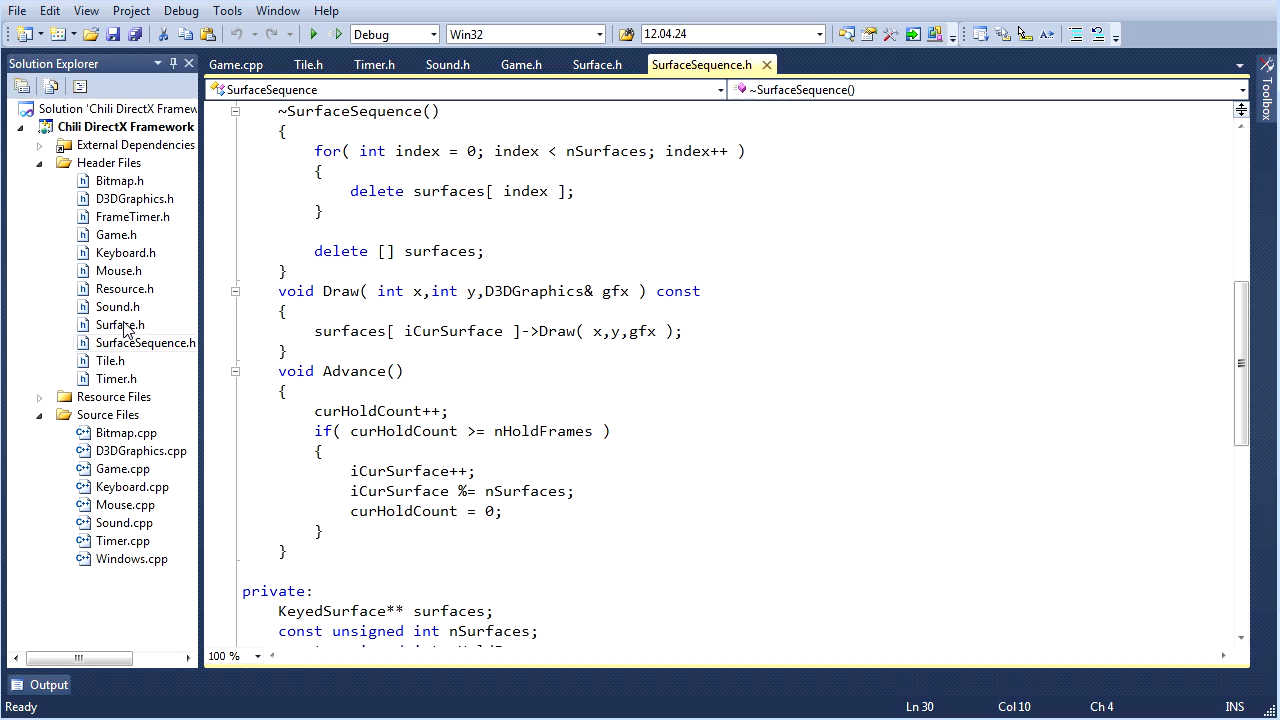 File Edit View Project Debug Tools Window Help
Debug Win32 12.04.24
Solution Explorer
Game.cpp Tile.h Timer.h Sound.h Game.h Surface.h SurfaceSequence.h
SurfaceSequence ~SurfaceSequence()
Toolbox
Solution 'Chili DirectX Framew
Chili DirectX Framework
External Dependencies
Header Files
Bitmap.h
D3DGraphics.h
FrameTimer.h
Game.h
Keyboard.h
Mouse.h
Resource.h
Sound.h
Surface.h
SurfaceSequence.h
Tile.h
Timer.h
Resource Files
Source Files
Bitmap.cpp
D3DGraphics.cpp
Game.cpp
Keyboard.cpp
Mouse.cpp
Sound.cpp
Timer.cpp
Windows.cpp
~SurfaceSequence()
{
for( int index = 0; index < nSurfaces; index++ )
{
delete surfaces[ index ];
}
delete [] surfaces;
}
void Draw( int x,int y,D3DGraphics& gfx ) const
{
surfaces[ iCurSurface ]->Draw( x,y,gfx );
}
void Advance()
{
curHoldCount++;
if( curHoldCount >= nHoldFrames )
{
iCurSurface++;
iCurSurface %= nSurfaces;
curHoldCount = 0;
}
}
private:
KeyedSurface** surfaces;
const unsigned int nSurfaces;
100 %
Output
Ready Ln 30 Col 10 Ch 4 INS